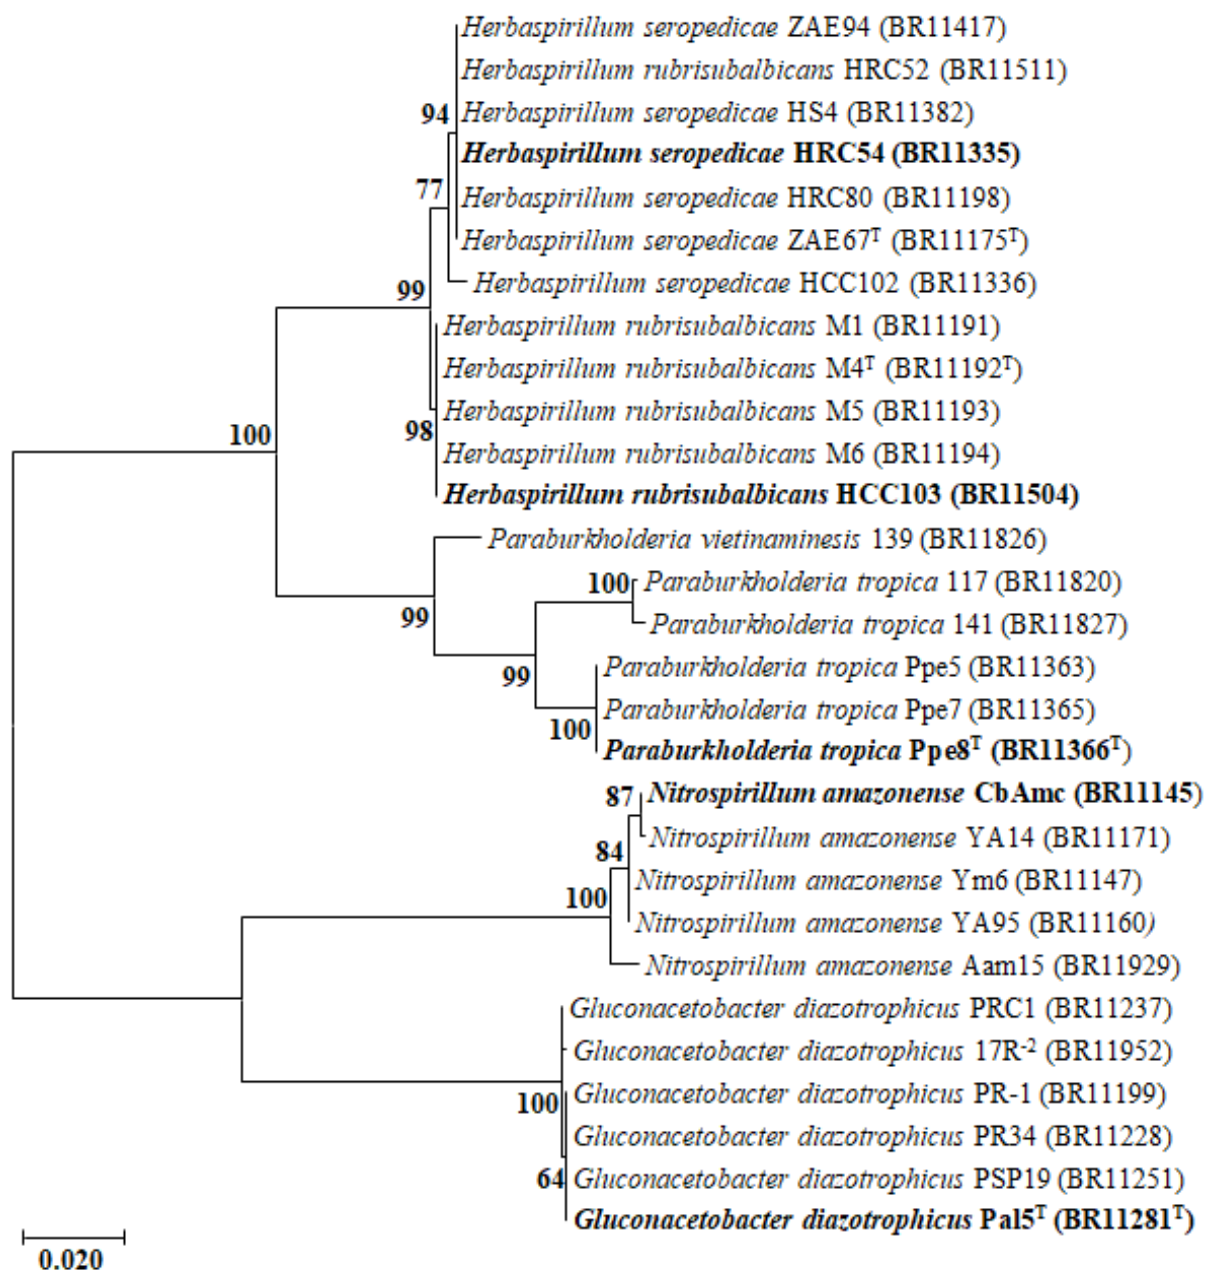 Herbaspirillum seropedicae ZAE94 (BR11417)
Herbaspirillum rubrisubalbicans HRC52 (BR11511)
94 Herbaspirillum seropedicae HS4 (BR11382)
Herbaspirillum seropedicae HRC54 (BR11335)
77 Herbaspirillum seropedicae HRC80 (BR11198)
Herbaspirillum seropedicae ZAE67ᵀ (BR11175ᵀ)
99 Herbaspirillum seropedicae HCC102 (BR11336)
Herbaspirillum rubrisubalbicans M1 (BR11191)
Herbaspirillum rubrisubalbicans M4ᵀ (BR11192ᵀ)
Herbaspirillum rubrisubalbicans M5 (BR11193)
100 98 Herbaspirillum rubrisubalbicans M6 (BR11194)
Herbaspirillum rubrisubalbicans HCC103 (BR11504)
Paraburkholderia vietinaminesis 139 (BR11826)
100 Paraburkholderia tropica 117 (BR11820)
99 Paraburkholderia tropica 141 (BR11827)
99 Paraburkholderia tropica Ppe5 (BR11363)
100 Paraburkholderia tropica Ppe7 (BR11365)
Paraburkholderia tropica Ppe8ᵀ (BR11366ᵀ)
87 Nitrospirillum amazonense CbAmc (BR11145)
84 Nitrospirillum amazonense YA14 (BR11171)
100 Nitrospirillum amazonense Ym6 (BR11147)
Nitrospirillum amazonense YA95 (BR11160)
Nitrospirillum amazonense Aam15 (BR11929)
Gluconacetobacter diazotrophicus PRC1 (BR11237)
Gluconacetobacter diazotrophicus 17R⁻² (BR11952)
100 Gluconacetobacter diazotrophicus PR-1 (BR11199)
Gluconacetobacter diazotrophicus PR34 (BR11228)
64 Gluconacetobacter diazotrophicus PSP19 (BR11251)
Gluconacetobacter diazotrophicus Pal5ᵀ (BR11281ᵀ)
0.020